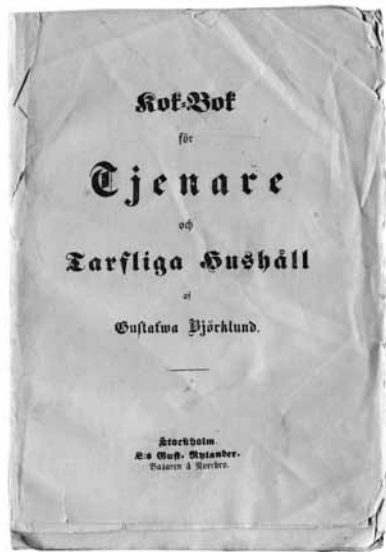 Kok-Bok
för
Tjenare
och
Tarfliga Hushåll
af
Gustafwa Björklund.
Stockholm.
L:s Gust. Rylander.
Bazaren å Norrbro.